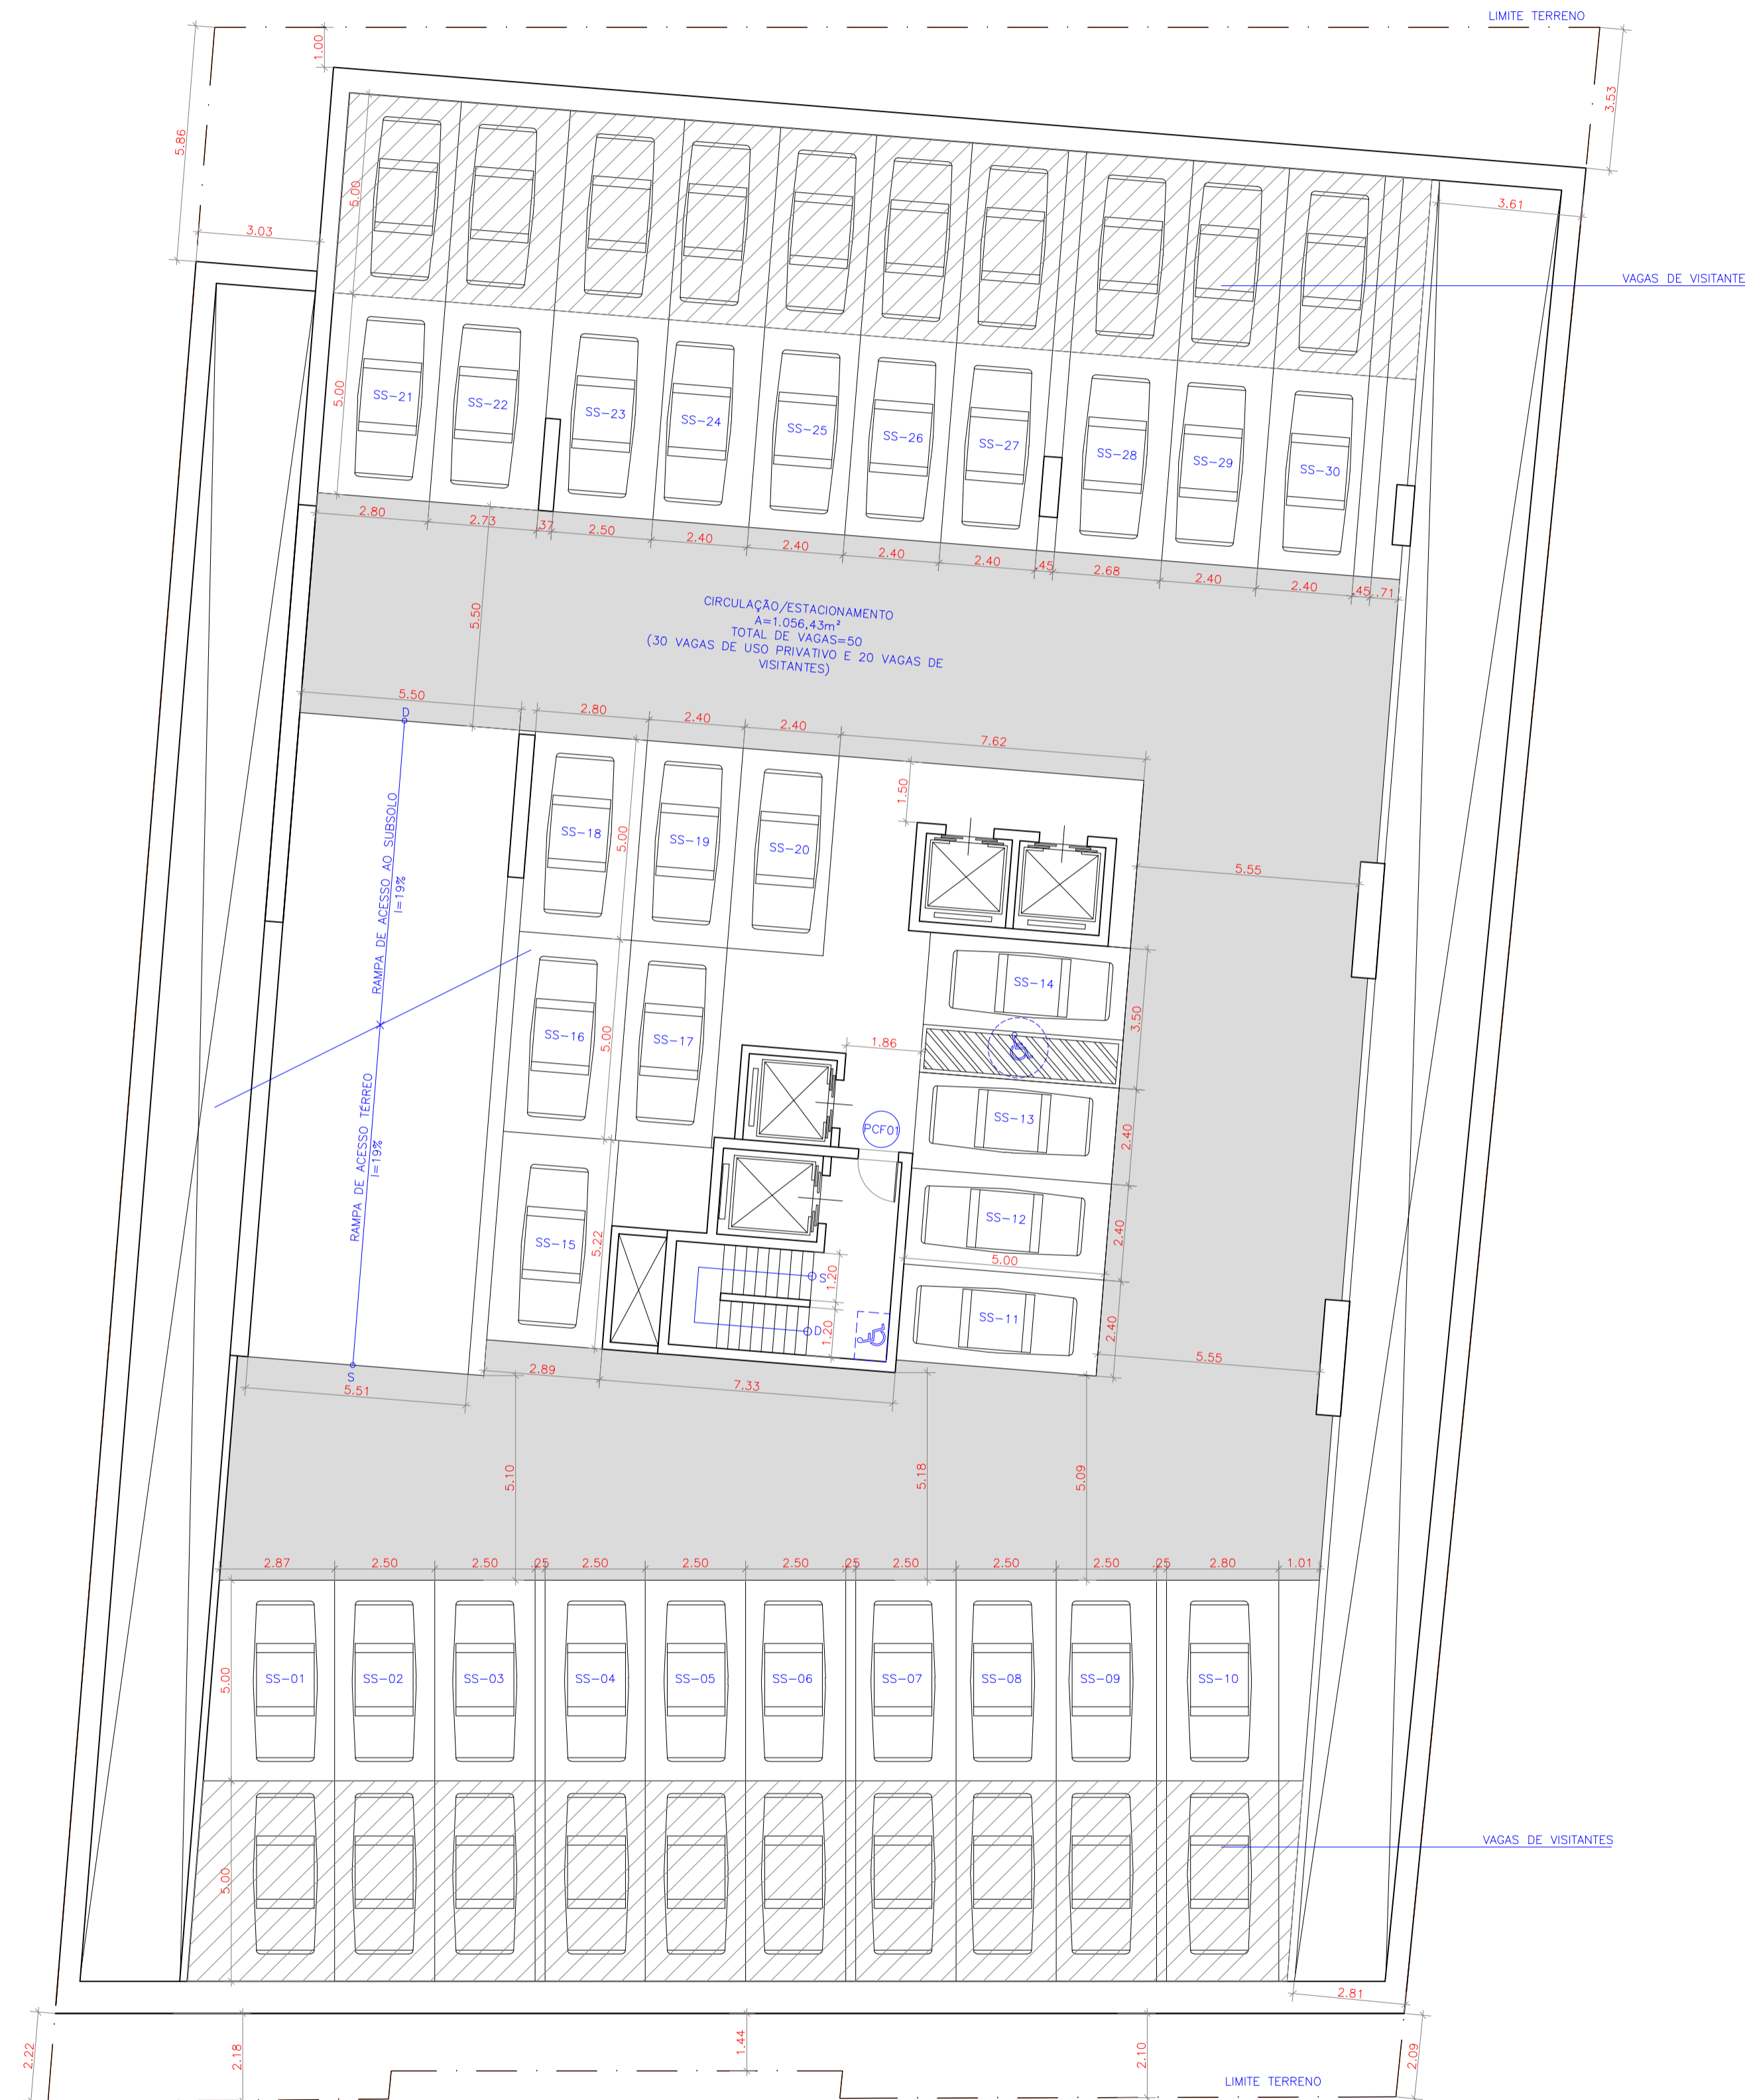 LIMITE TERRENO
1.00
3.53
5.86
5.00
3.03
3.61
VAGAS DE VISITANTE
5.00
SS-21
SS-22
SS-23
SS-24
SS-25
SS-26
SS-27
SS-28
SS-29
SS-30
2.80
2.73
.37
2.50
2.40
2.40
2.40
2.40
.45
2.68
2.40
2.40
.45
.71
5.50
CIRCULAÇÃO/ESTACIONAMENTO
A=1.056,43m²
TOTAL DE VAGAS=50
(30 VAGAS DE USO PRIVATIVO E 20 VAGAS DE
VISITANTES)
5.50
D
2.80
2.40
2.40
7.62
1.50
RAMPA DE ACESSO AO SUBSOLO
I=19%
SS-18
5.00
SS-19
SS-20
5.55
SS-14
3.50
SS-16
5.00
SS-17
1.86
RAMPA DE ACESSO TÉRREO
I=19%
PCF01
SS-13
2.40
SS-12
2.40
5.00
SS-15
5.22
S
1.20
D
1.20
SS-11
2.40
5.55
S
5.51
2.89
7.33
5.10
5.18
5.09
2.87
2.50
2.50
.25
2.50
2.50
2.50
.25
2.50
2.50
2.50
.25
2.80
1.01
5.00
SS-01
SS-02
SS-03
SS-04
SS-05
SS-06
SS-07
SS-08
SS-09
SS-10
VAGAS DE VISITANTES
5.00
2.81
2.22
2.18
1.44
2.10
2.09
LIMITE TERRENO